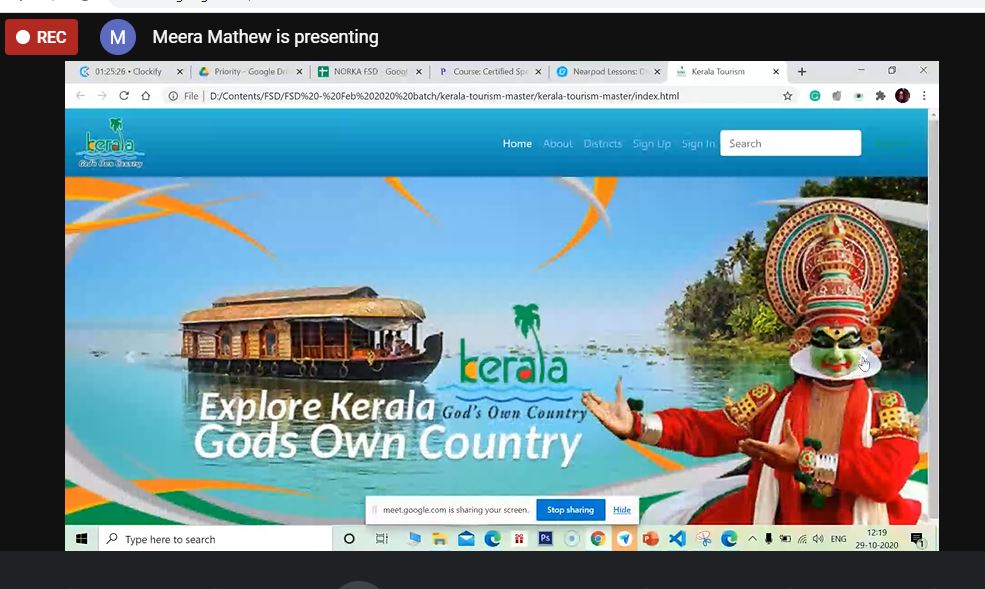 REC
M
Meera Mathew is presenting
01:25:26 • Clockify
Priority - Google Dri
NORKA FSD - Googl
Course: Certified Spe
Nearpod Lessons: D
Kerala Tourism
File
D:/Contents/FSD/FSD%20-%20Feb%202020%20batch/kerala-tourism-master/kerala-tourism-master/index.html
kerala
God's Own Country
Home
About
Districts
Sign Up
Sign In
Search
kerala
God's Own Country
Explore Kerala
Gods Own Country
meet.google.com is sharing your screen.
Stop sharing
Hide
Type here to search
Ps
ENG
12:19
29-10-2020
1